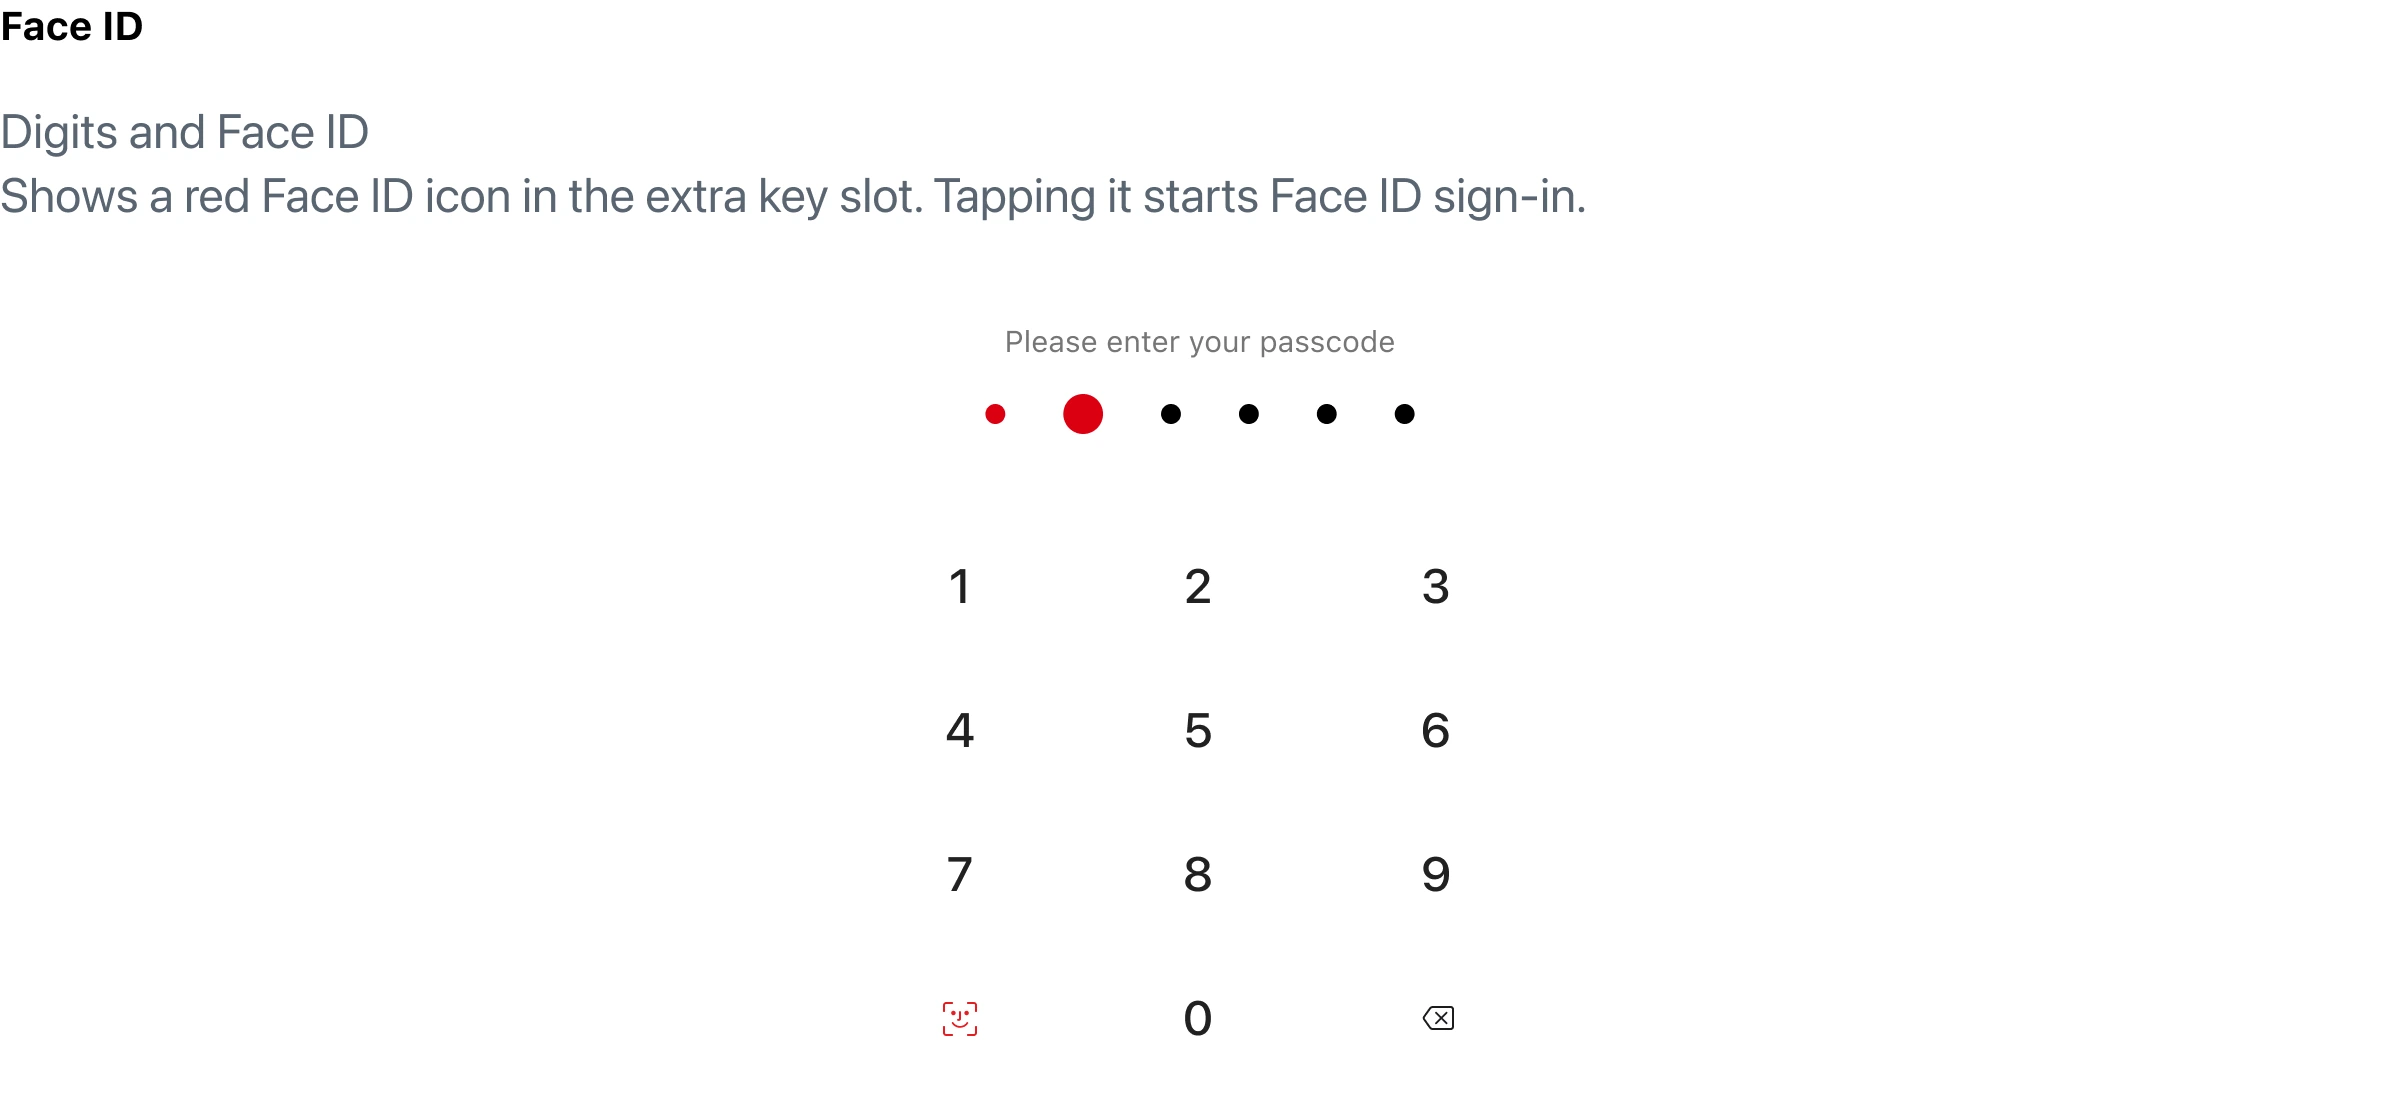 Face ID
Digits and Face ID
Shows a red Face ID icon in the extra key slot. Tapping it starts Face ID sign-in.
Please enter your passcode
1 2 3
4 5 6
7 8 9
0